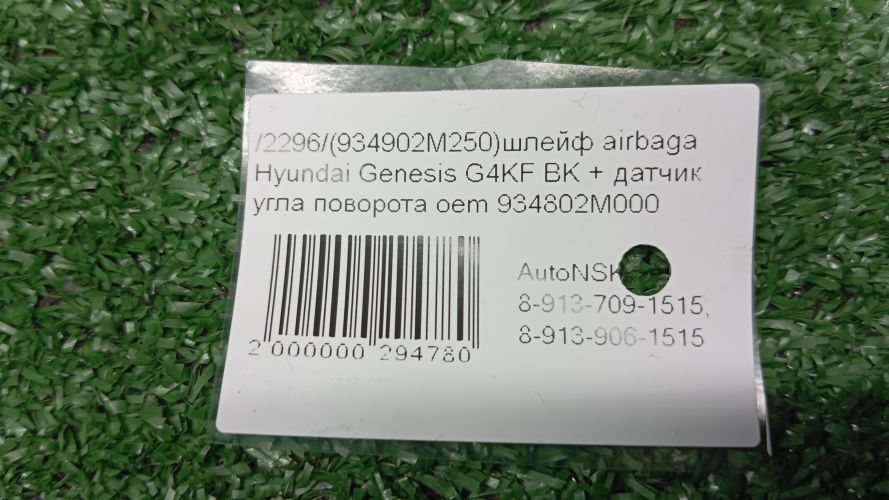 /2296/(934902M250)шлейф airbaga
Hyundai Genesis G4KF BK + датчик
угла поворота oem 934802M000
AutoNSK
8-913-709-1515,
8-913-906-1515
2 000000 294780